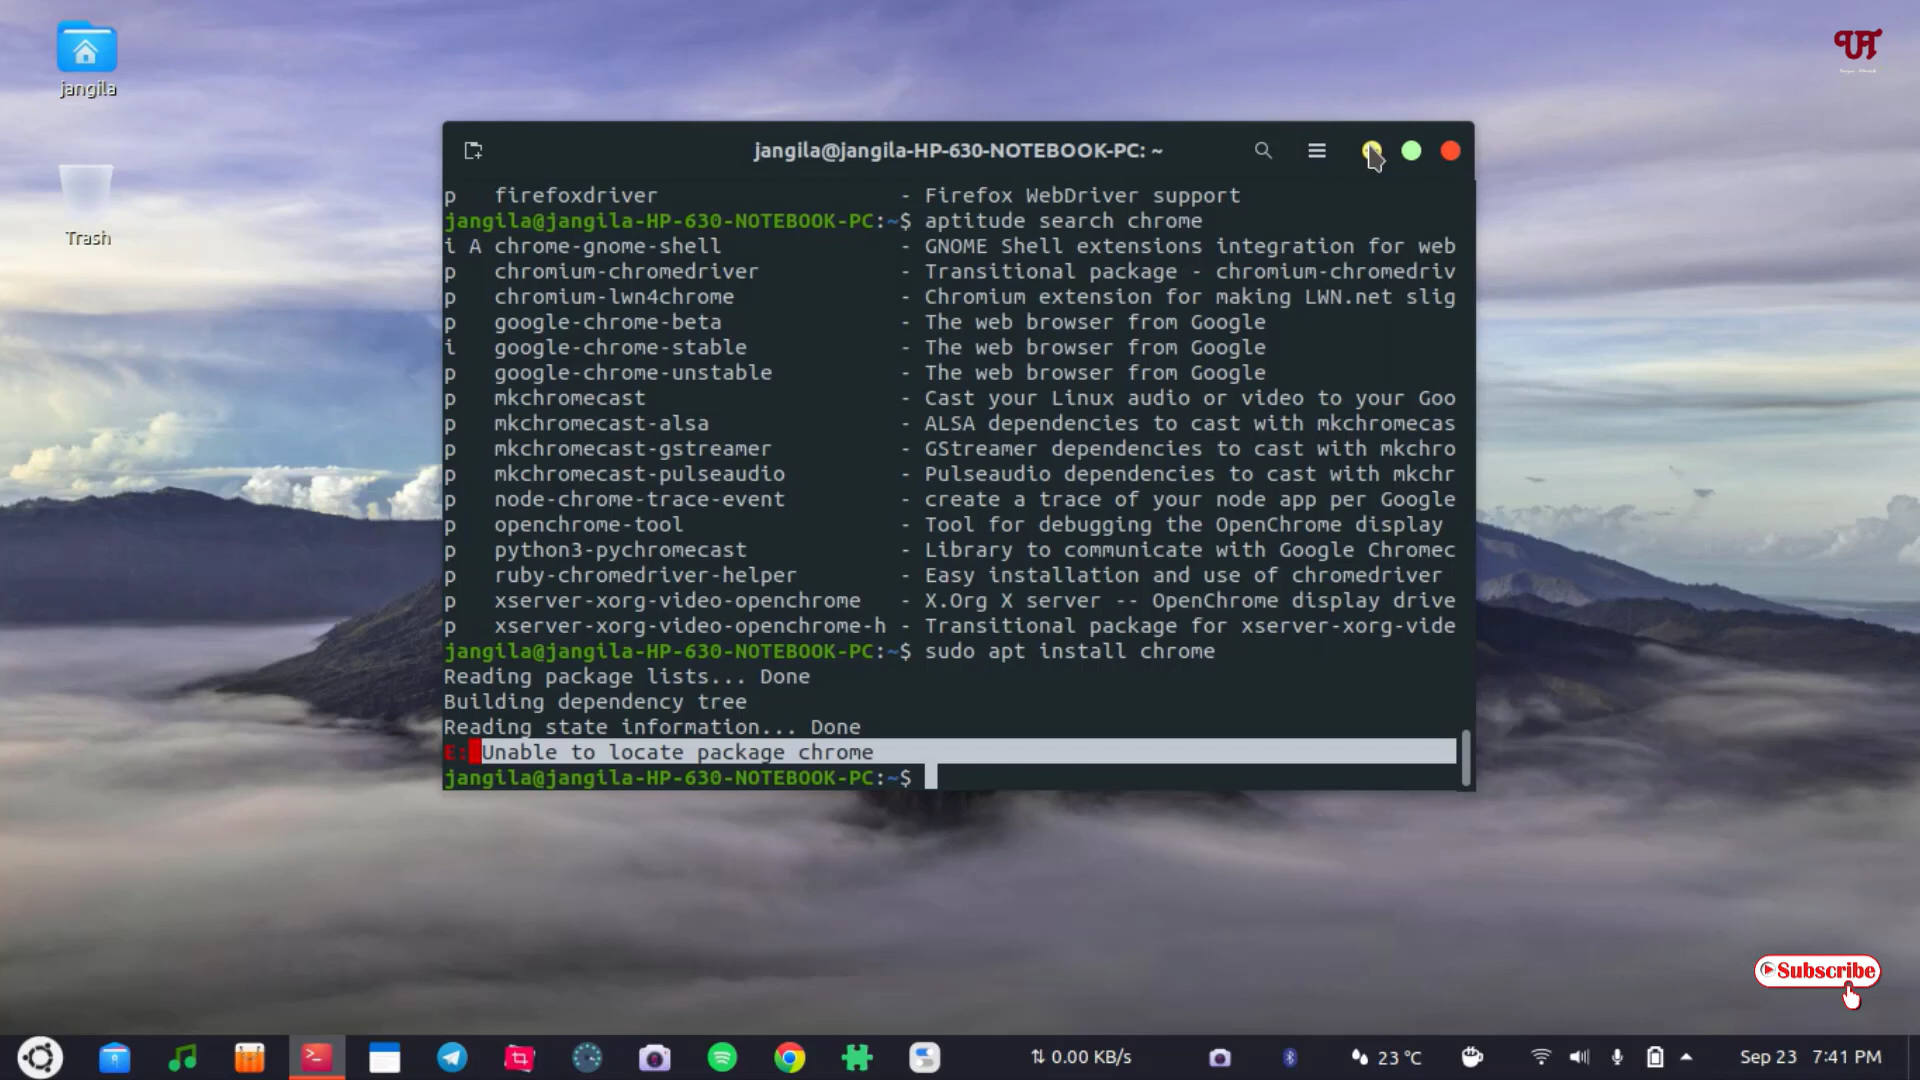 jangila
Trash
jangila@jangila-HP-630-NOTEBOOK-PC: ~
p firefoxdriver - Firefox WebDriver support
jangila@jangila-HP-630-NOTEBOOK-PC:~$ aptitude search chrome
i A chrome-gnome-shell - GNOME Shell extensions integration for web
p chromium-chromedriver - Transitional package - chromium-chromedriv
p chromium-lwn4chrome - Chromium extension for making LWN.net slig
p google-chrome-beta - The web browser from Google
i google-chrome-stable - The web browser from Google
p google-chrome-unstable - The web browser from Google
p mkchromecast - Cast your Linux audio or video to your Goo
p mkchromecast-alsa - ALSA dependencies to cast with mkchromecas
p mkchromecast-gstreamer - GStreamer dependencies to cast with mkchro
p mkchromecast-pulseaudio - Pulseaudio dependencies to cast with mkchr
p node-chrome-trace-event - create a trace of your node app per Google
p openchrome-tool - Tool for debugging the OpenChrome display
p python3-pychromecast - Library to communicate with Google Chromec
p ruby-chromedriver-helper - Easy installation and use of chromedriver
p xserver-xorg-video-openchrome - X.Org X server -- OpenChrome display drive
p xserver-xorg-video-openchrome-h - Transitional package for xserver-xorg-vide
jangila@jangila-HP-630-NOTEBOOK-PC:~$ sudo apt install chrome
Reading package lists... Done
Building dependency tree
Reading state information... Done
E: Unable to locate package chrome
jangila@jangila-HP-630-NOTEBOOK-PC:~$
Subscribe
0.00 KB/s
23 °C
Sep 23 7:41 PM